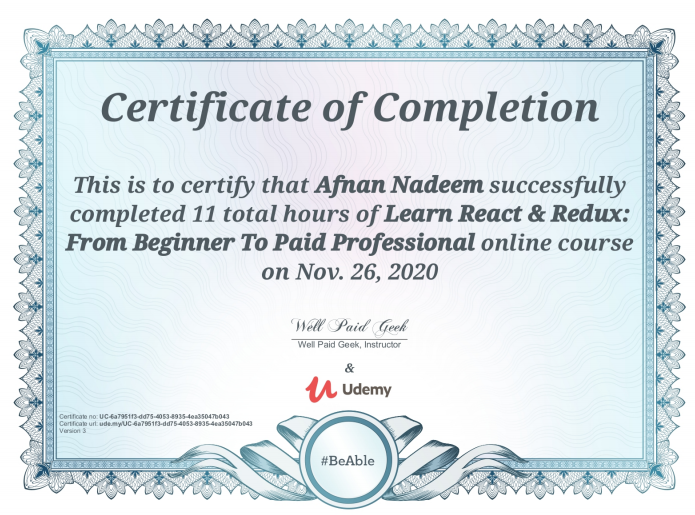 Certificate of Completion
This is to certify that Afnan Nadeem successfully
completed 11 total hours of Learn React & Redux:
From Beginner To Paid Professional online course
on Nov. 26, 2020
Well Paid Geek
Well Paid Geek, Instructor
&
Udemy
Certificate no: UC-6a7951f3-dd75-4053-8935-4ea35047b043
Certificate url: ude.my/UC-6a7951f3-dd75-4053-8935-4ea35047b043
Version 3
#BeAble